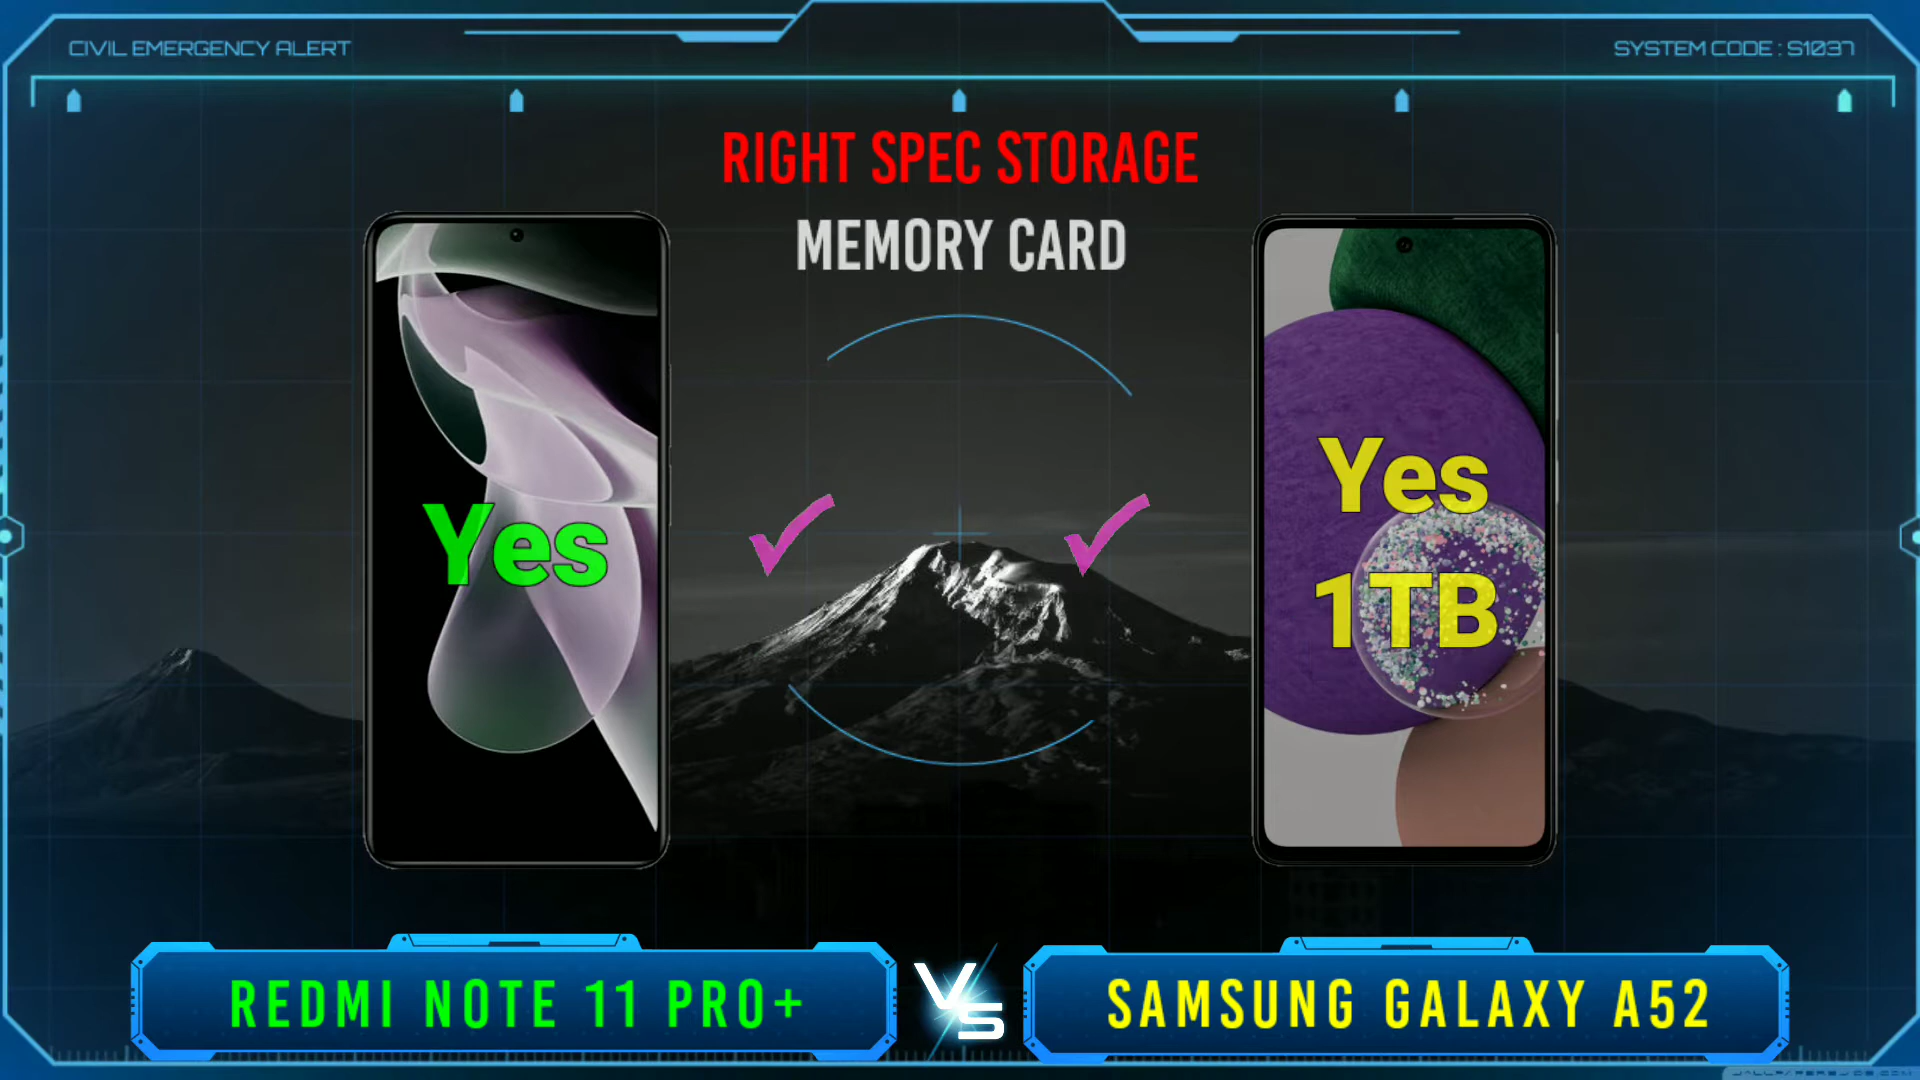 CIVIL EMERGENCY ALERT
SYSTEM CODE : S1037
RIGHT SPEC STORAGE
MEMORY CARD
Yes
Yes
1TB
REDMI NOTE 11 PRO+
VS
SAMSUNG GALAXY A52